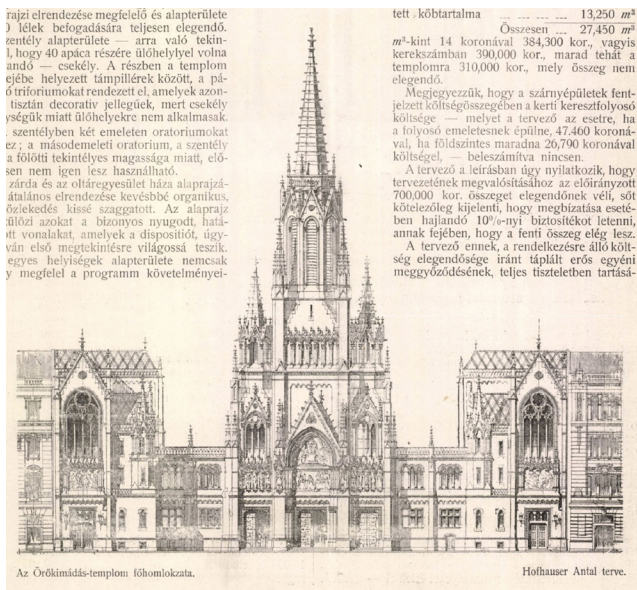 rajzi elrendezése megfelelő és alapterülete
0 lélek befogadására teljesen elegendő.
zentély alapterülete — arra való tekin-
l, hogy 40 apáca részére ülőhelylyel volna
andó — csekély. A részben a templom
ejébe helyezett támpillérek között, a pá-
ó triforiumokat rendezett el, amelyek azon-
tisztán decorativ jellegűek, mert csekély
ységük miatt ülőhelyekre nem alkalmasak.
szentélyben két emeleten oratoriumokat
ez; a másodemeleti oratorium, a szentély
a fölötti tekintélyes magassága miatt, elő-
sen nem igen lesz használható.
zárda és az oltáregyesület háza alaprajzá-
átalános elrendezése kevésbbé organikus,
özlekedés kissé szaggatott. Az alaprajz
ülözi azokat a bizonyos nyugodt, hatá-
tt vonalakat, amelyek a dispositiót, úgy-
ván első megtekintésre világossá teszik.
egyes helyiségek alapterülete nemcsak
y megfelel a programm követelményei-
tett köbtartalma — — — — 13,250 m³
Összesen — 27,450 m³
m³-kint 14 koronával 384,300 kor., vagyis
kerekszámban 390,000 kor., marad tehát a
templomra 310,000 kor., mely összeg nem
elegendő.
Megjegyezzük, hogy a szárnyépületek fent-
jelzett költségösszegében a kerti keresztfolyosó
költsége — melyet a tervező az esetre, ha
a folyosó emeletesnek épülne, 47.460 koroná-
val, ha földszintes maradna 26,790 koronával
költségel, — beleszámítva nincsen.
A tervező a leírásban úgy nyilatkozik, hogy
tervezetének megvalósításához az előirányzott
700,000 kor. összeget elegendőnek véli, sőt
kötelezőleg kijelenti, hogy megbizatása eseté-
ben hajlandó 10%-nyi biztosítékot letenni,
annak fejében, hogy a fenti összeg elég lesz.
A tervező ennek, a rendelkezésre álló költ-
ség elegendősége iránt táplált erős egyéni
meggyőződésének, teljes tiszteletben tartásá-
Az Örökimádás-templom főhomlokzata.
Hofhauser Antal terve.